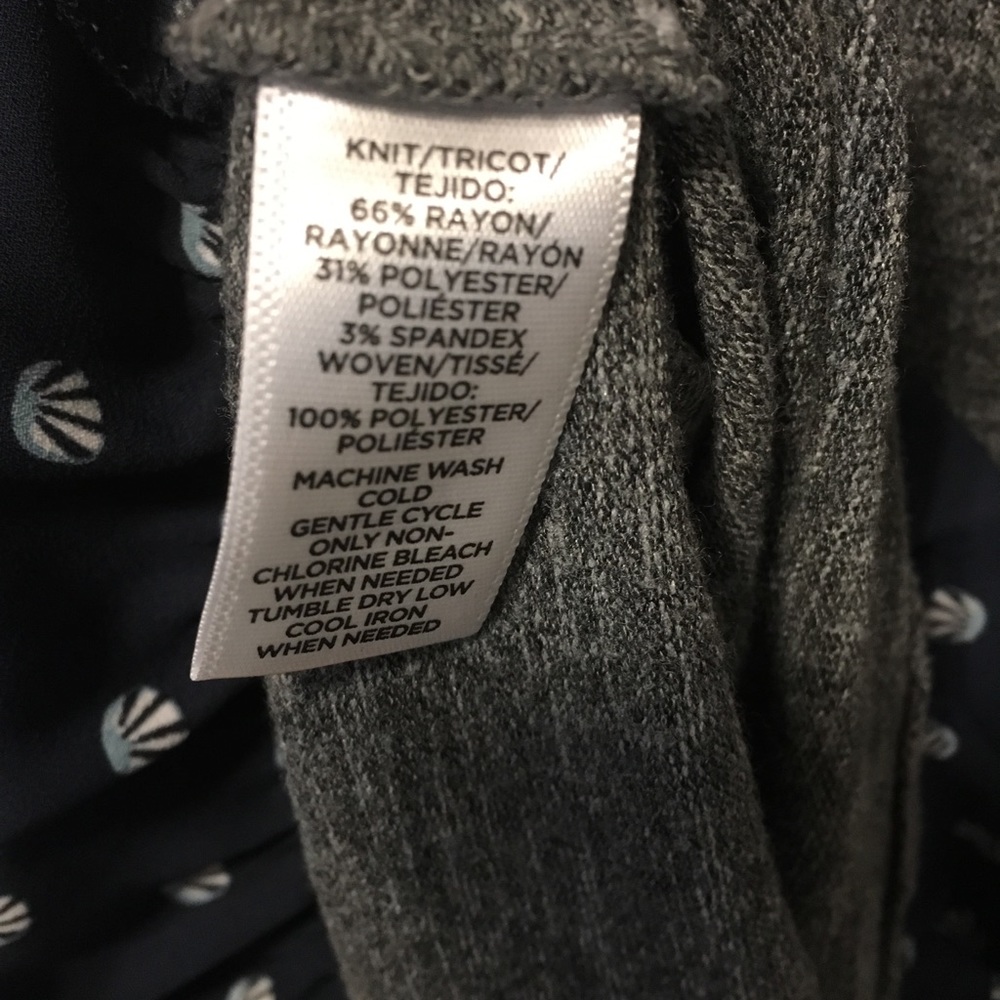 KNIT/TRICOT/
TEJIDO:
66% RAYON/
RAYONNE/RAYÓN
31% POLYESTER/
POLIÉSTER
3% SPANDEX
WOVEN/TISSÉ/
TEJIDO:
100% POLYESTER/
POLIÉSTER
MACHINE WASH
COLD
GENTLE CYCLE
ONLY NON-
CHLORINE BLEACH
WHEN NEEDED
TUMBLE DRY LOW
COOL IRON
WHEN NEEDED